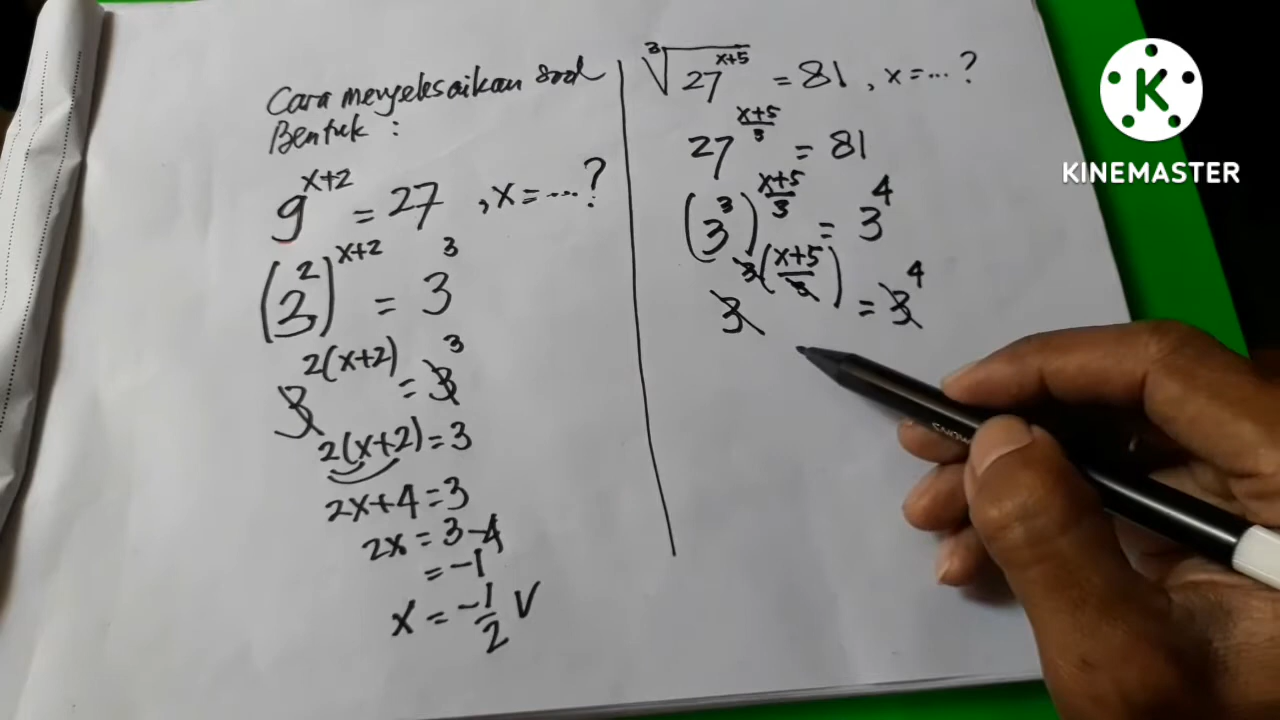 Cara menyelesaikan soal
Bentuk :
9^(x+2) = 27 , x = ... ?
(3^2)^(x+2) = 3^3
3^(2(x+2)) = 3^3
2(x+2) = 3
2x+4 = 3
2x = 3-4
= -1
x = -1/2 V
∛(27^(x+5)) = 81 , x = ... ?
27^((x+5)/3) = 81
(3^3)^((x+5)/3) = 3^4
3^(3((x+5)/3)) = 3^4
K
KINEMASTER